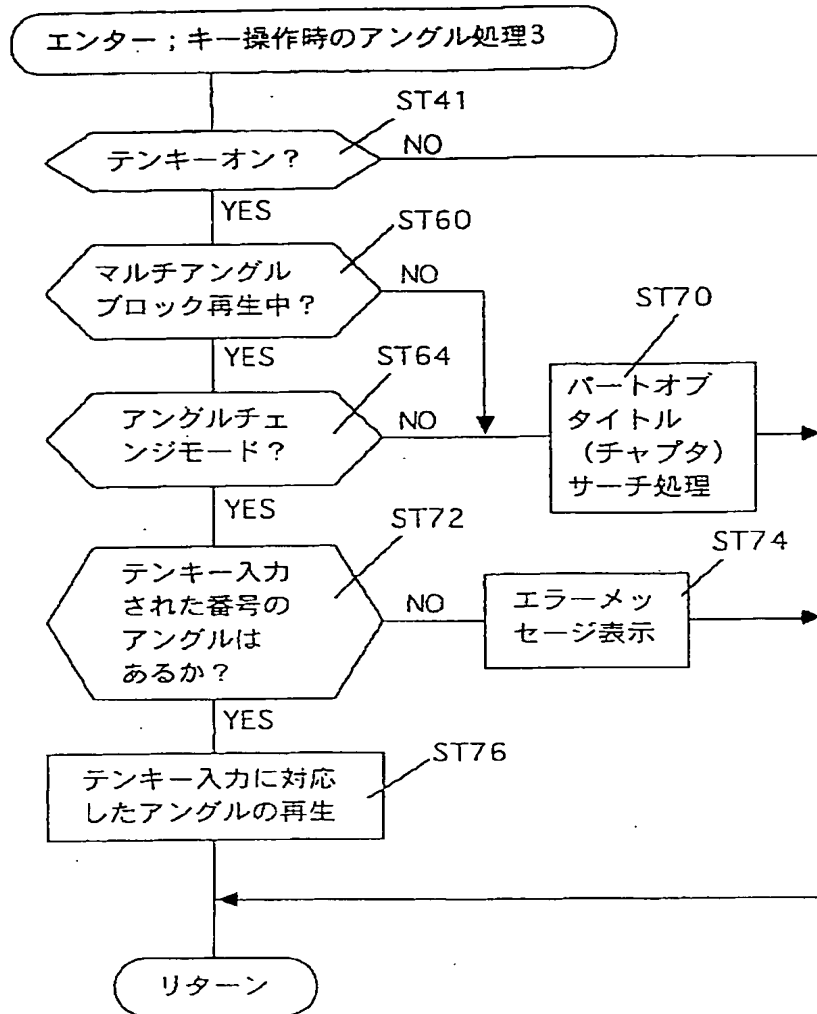 エンター；キー操作時のアングル処理3
ST41
テンキーオン？
NO
YES
ST60
マルチアングル
ブロック再生中？
NO
YES
ST64
アングルチェ
ンジモード？
NO
ST70
パートオブ
タイトル
（チャプタ）
サーチ処理
YES
ST72
テンキー入力
された番号の
アングルは
あるか？
NO
ST74
エラーメッ
セージ表示
YES
ST76
テンキー入力に対応
したアングルの再生
リターン